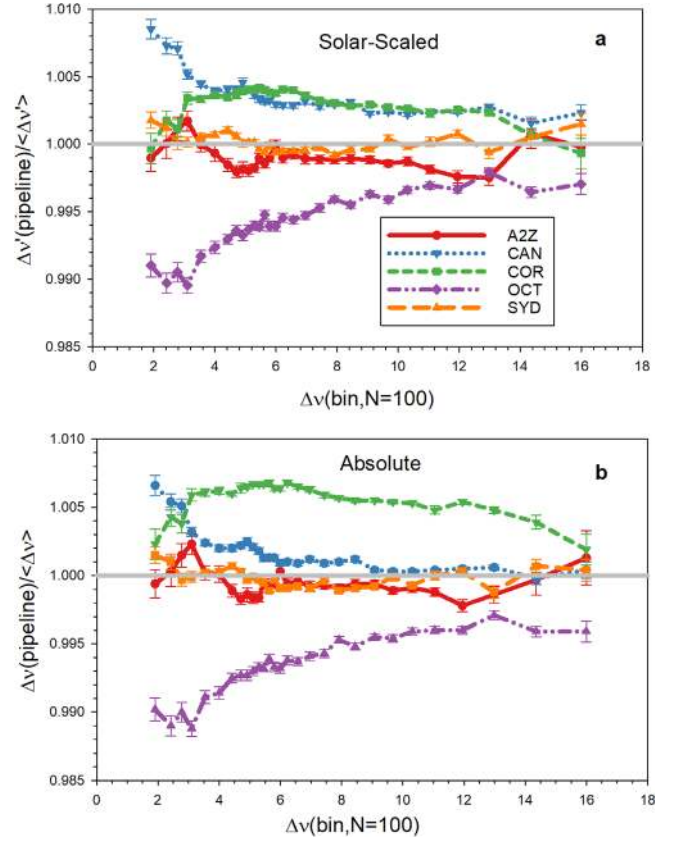 1.010
Solar-Scaled
a
1.005
1.000
0.995
0.990
0.985
Δν'(pipeline)/<Δν'>
A2Z
CAN
COR
OCT
SYD
0 2 4 6 8 10 12 14 16 18
Δν(bin,N=100)
1.010
Absolute
b
1.005
1.000
0.995
0.990
0.985
Δν(pipeline)/<Δν>
0 2 4 6 8 10 12 14 16 18
Δν(bin,N=100)